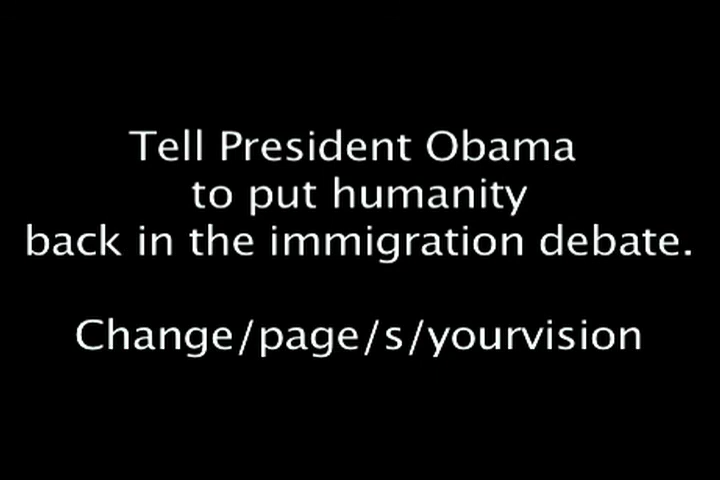 Tell President Obama
to put humanity
back in the immigration debate.
Change/page/s/yourvision